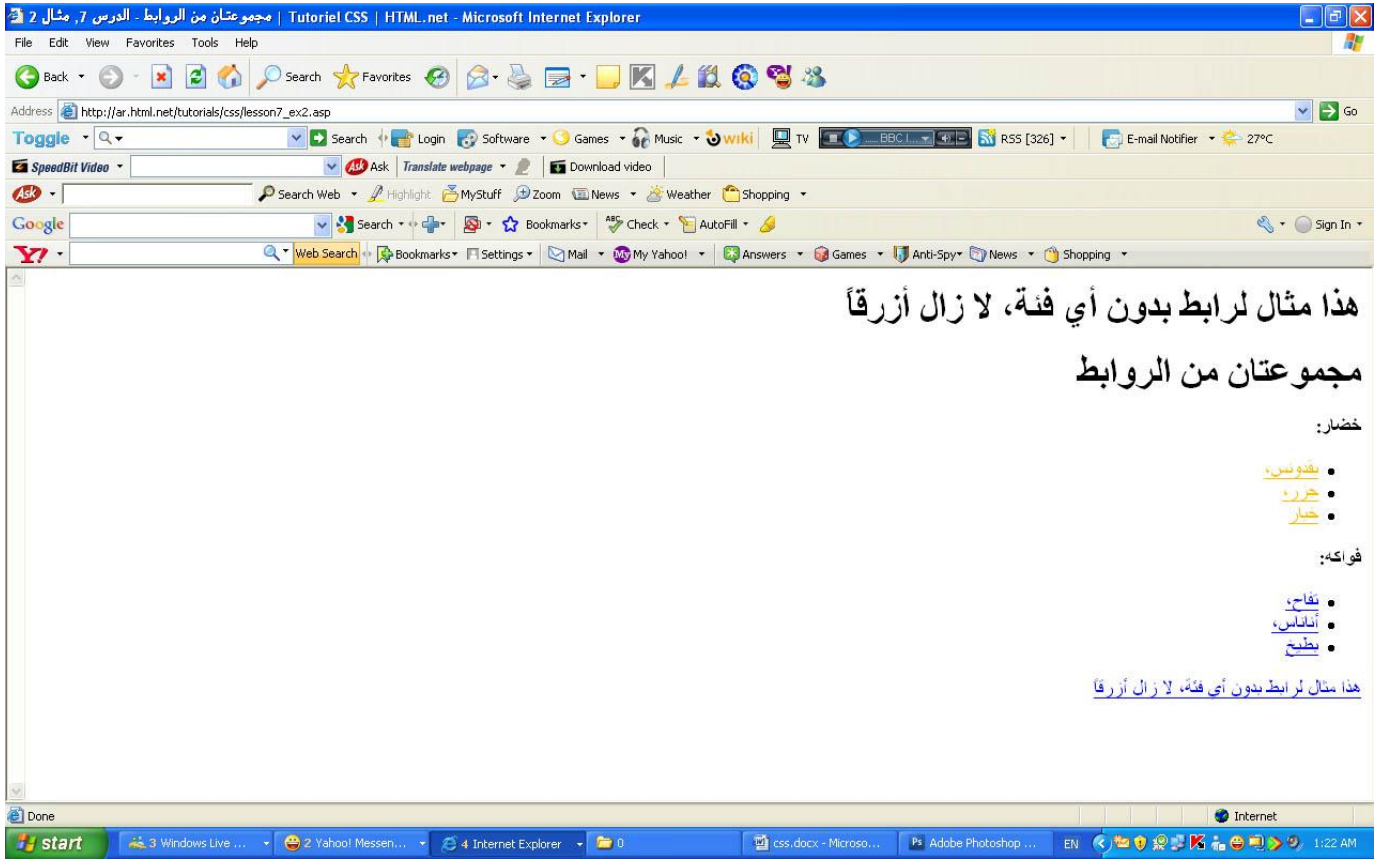 مجموعتان من الروابط - الدرس 7, مثال 2 | Tutoriel CSS | HTML.net - Microsoft Internet Explorer
File Edit View Favorites Tools Help
Back Search Favorites
Address http://ar.html.net/tutorials/css/lesson7_ex2.asp Go
Toggle Search Login Software Games Music wiki TV .... BBC I... RSS [326] E-mail Notifier 27°C
SpeedBit Video Ask Translate webpage Download video
Ask Search Web Highlight MyStuff Zoom News Weather Shopping
Google Search Bookmarks Check AutoFill Sign In
Y! Web Search Bookmarks Settings Mail My Yahoo! Answers Games Anti-Spy News Shopping
هذا مثال لرابط بدون أي فئة، لا زال أزرقاً
مجموعتان من الروابط
خضار:
بقدونس،
جزر،
خيار
فواكه:
تفاح،
أناناس،
بطيخ
هذا مثال لرابط بدون أي فئة، لا زال أزرقاً
Done Internet
start 3 Windows Live ... 2 Yahoo! Messen... 4 Internet Explorer 0 css.docx - Microso... Ps Adobe Photoshop ... EN 1:22 AM